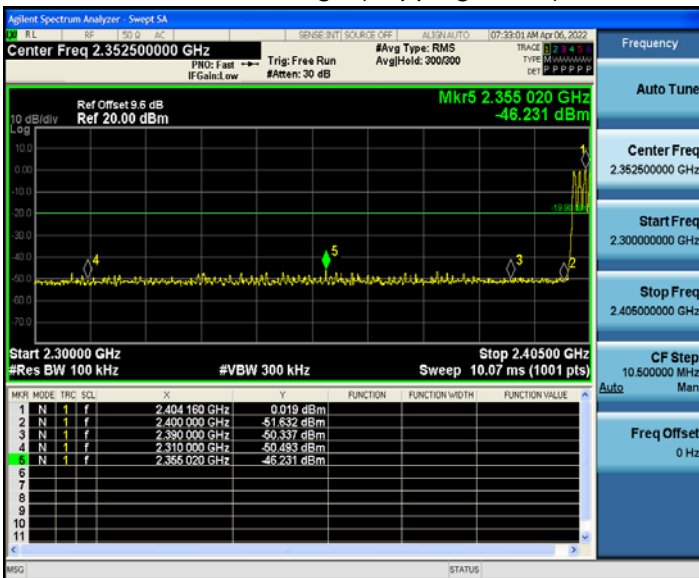 Agilent Spectrum Analyzer - Swept SA
RL RF 50 Ω AC SENSE:INT SOURCE OFF ALIGNAUTO 07:33:01 AM Apr 06, 2022
Center Freq 2.352500000 GHz
#Avg Type: RMS
TRACE 1 2 3 4 5 6
PNO: Fast
Trig: Free Run
Avg|Hold: 300/300
TYPE M
IFGain:Low
#Atten: 30 dB
DET P P P P P P
Ref Offset 9.6 dB
Mkr5 2.355 020 GHz
10 dB/div Ref 20.00 dBm
-46.231 dBm
Log
10.0
0.00
-10.0
-20.0
-30.0
-40.0
-50.0
-60.0
-70.0
1
4
5
3
2
Start 2.30000 GHz
Stop 2.40500 GHz
#Res BW 100 kHz
#VBW 300 kHz
Sweep 10.07 ms (1001 pts)
MKR MODE TRC SCL X Y FUNCTION FUNCTION WIDTH FUNCTION VALUE
1 N 1 f 2.404 160 GHz 0.019 dBm
2 N 1 f 2.400 000 GHz -51.632 dBm
3 N 1 f 2.390 000 GHz -50.337 dBm
4 N 1 f 2.310 000 GHz -50.493 dBm
5 N 1 f 2.355 020 GHz -46.231 dBm
6
7
8
9
10
11
MSG STATUS
Frequency
Auto Tune
Center Freq
2.352500000 GHz
Start Freq
2.300000000 GHz
Stop Freq
2.405000000 GHz
CF Step
10.500000 MHz
Auto Man
Freq Offset
0 Hz